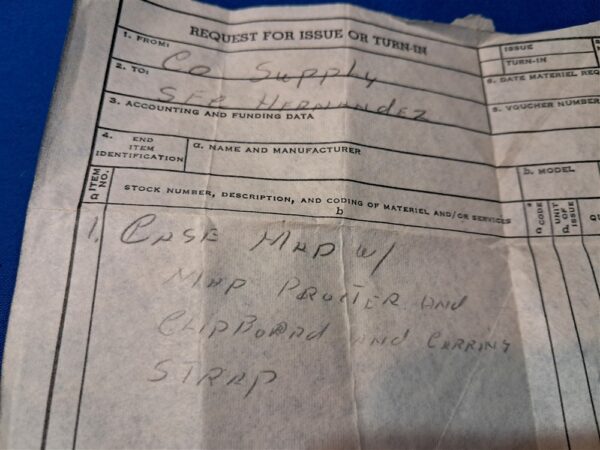 REQUEST FOR ISSUE OR TURN-IN
ISSUE
TURN-IN
1. FROM:
Co Supply
2. TO:
SFC HERNANDEZ
6. DATE MATERIEL REQ
3. ACCOUNTING AND FUNDING DATA
8. VOUCHER NUMBER
4. END ITEM IDENTIFICATION
a. NAME AND MANUFACTURER
b. MODEL
ITEM NO.
a
STOCK NUMBER, DESCRIPTION, AND CODING OF MATERIEL AND/OR SERVICES
b
CODE
c
UNIT OF ISSUE
QU
1. CASE MAP W/
MAP PROCTER AND
CLIPBOARD AND CARRING
STRAP